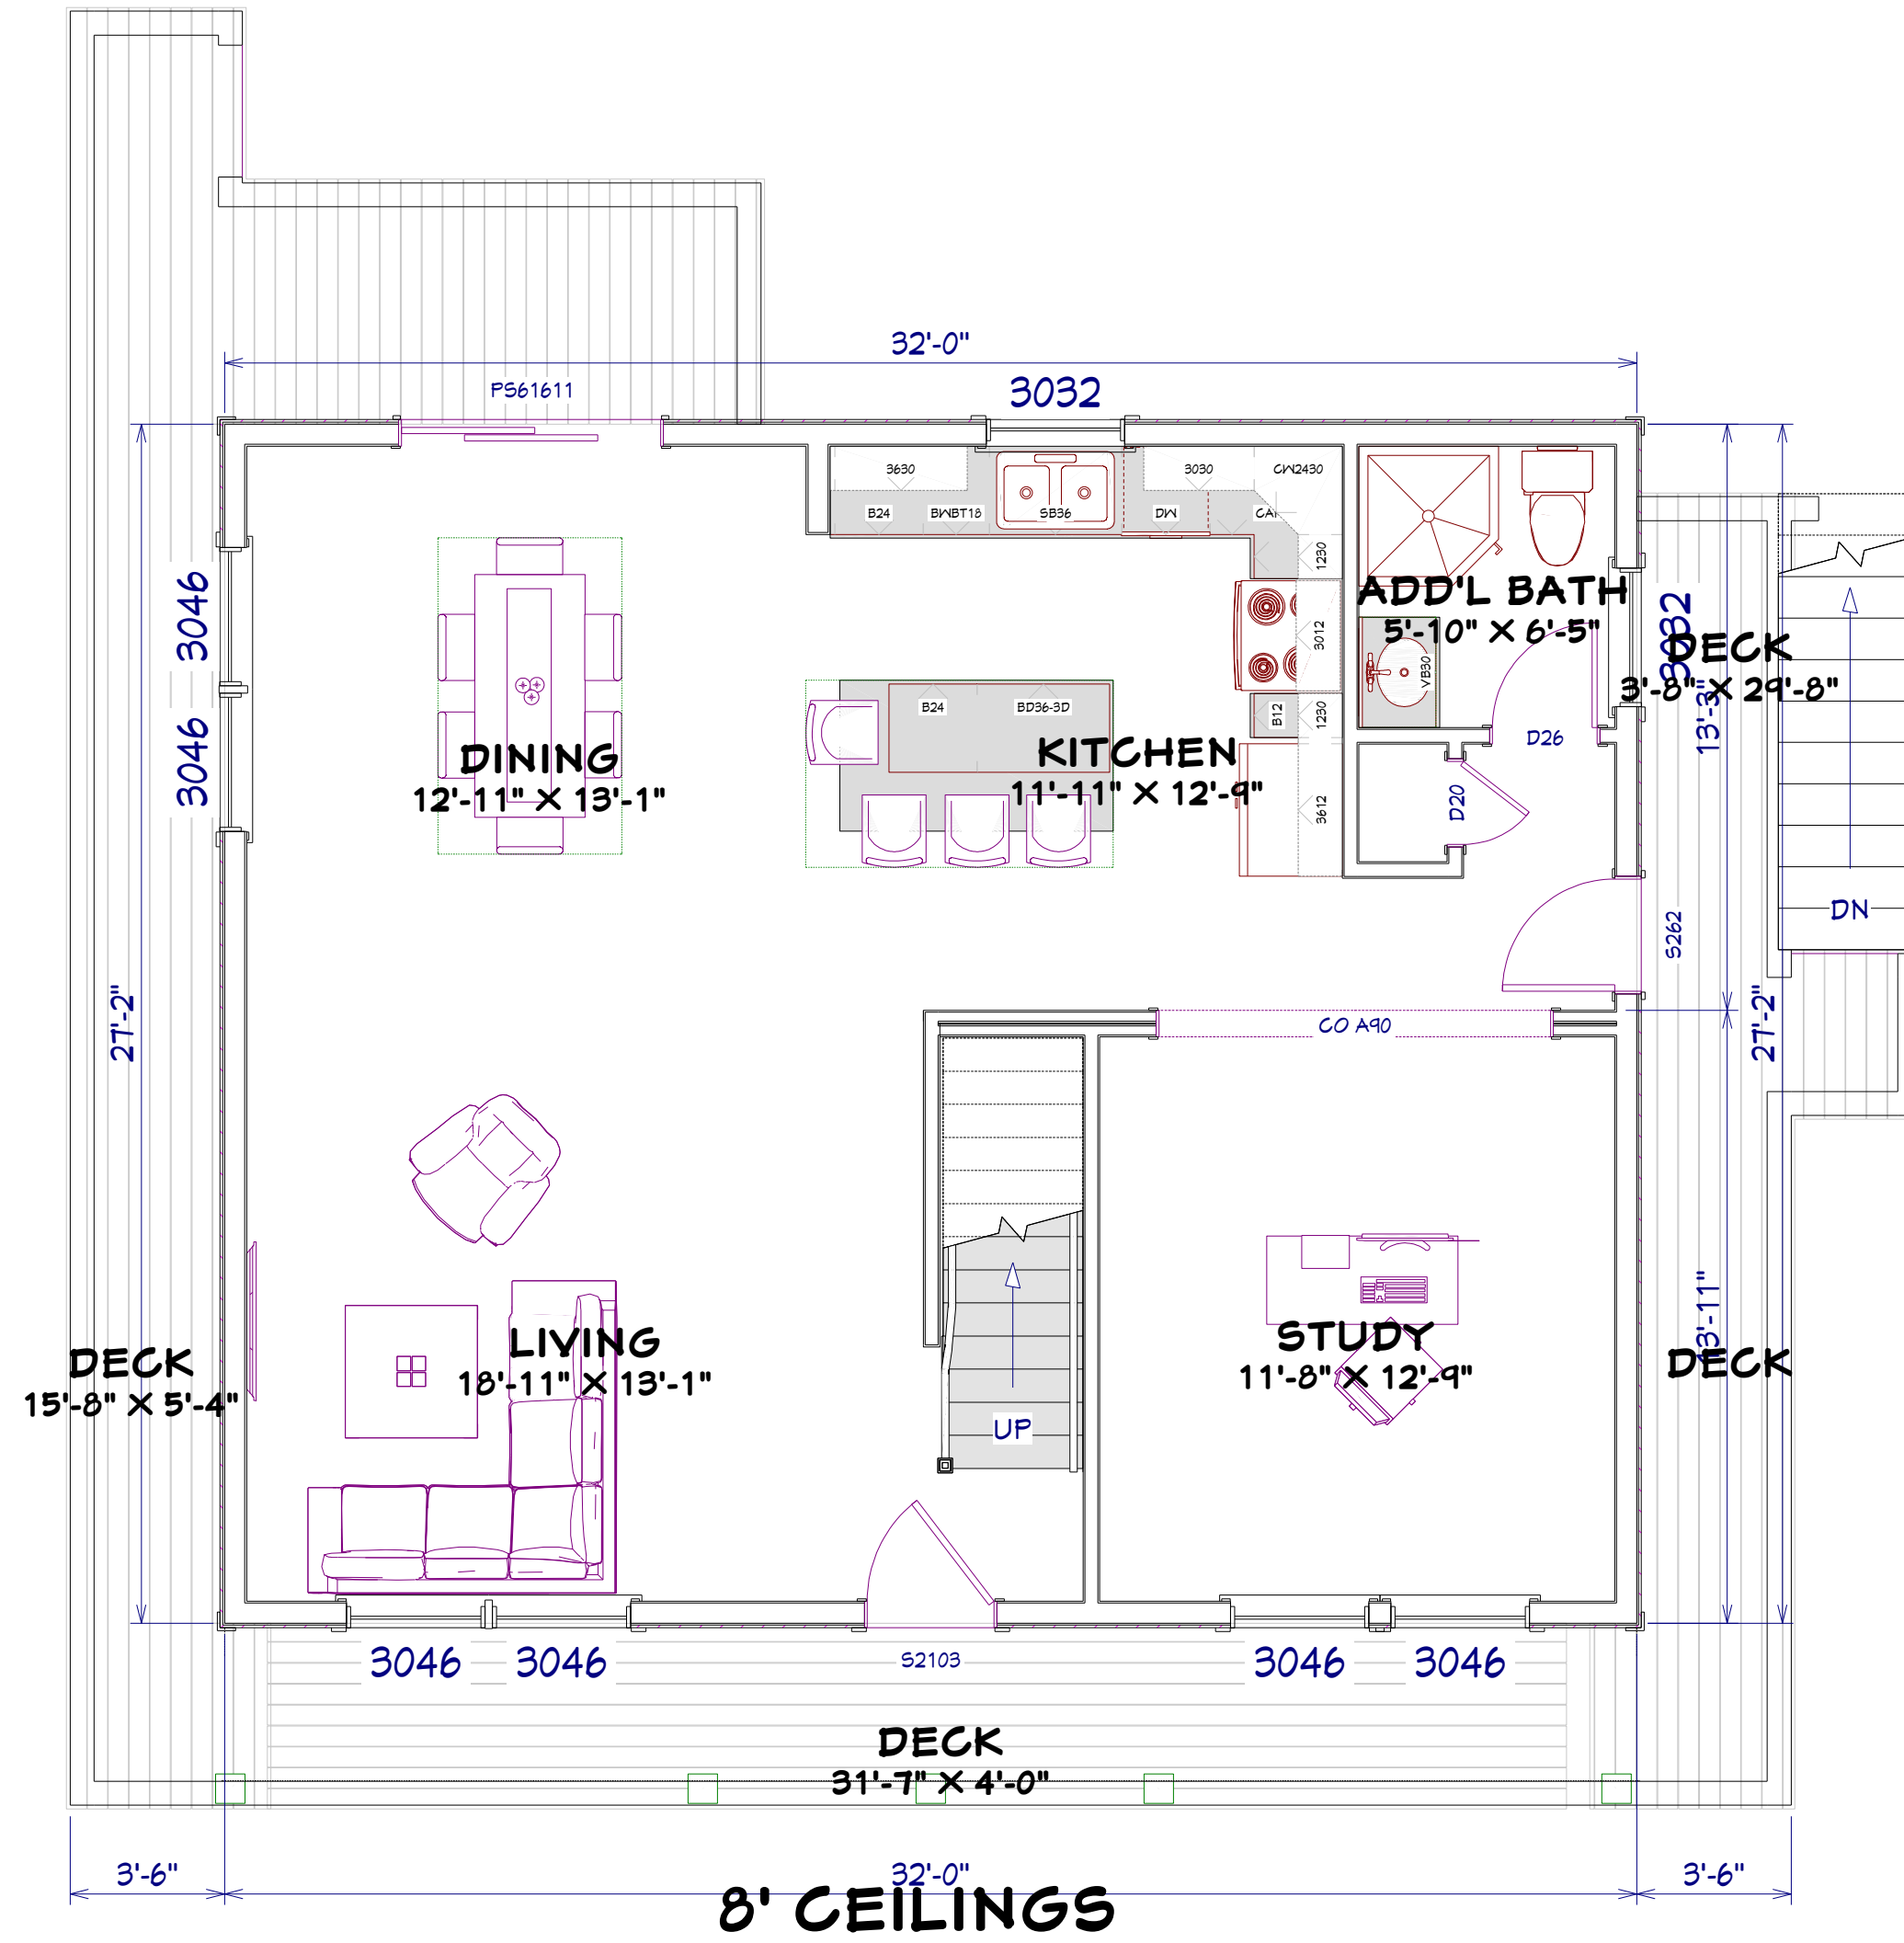 32'-0"
PS61611
3032
3630
3030
CW2430
B24
BWBT18
SB36
DW
1230
3046
3046
ADD'L BATH
5'-10" X 6'-5"
3032
DECK
3'-8" X 29'-8"
3012
VB30
B24
BD36-3D
B12
1230
13'-3"
D26
DINING
12'-11" X 13'-1"
KITCHEN
11'-11" X 12'-9"
D20
3612
DN
S262
27'-2"
27'-2"
CO A90
13'-11"
LIVING
18'-11" X 13'-1"
STUDY
11'-8" X 12'-9"
DECK
15'-8" X 5'-4"
DECK
UP
3046
3046
S2103
3046
3046
DECK
31'-7" X 4'-0"
3'-6"
32'-0"
3'-6"
8' CEILINGS